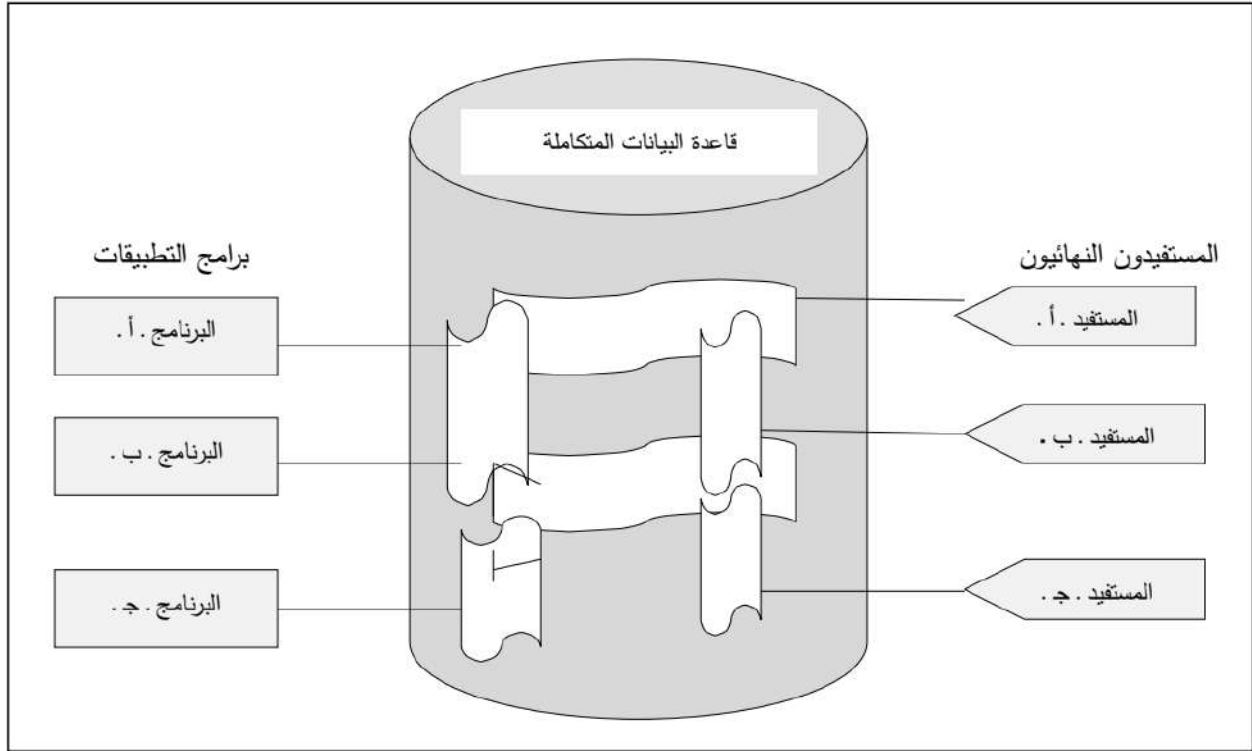 قاعدة البيانات المتكاملة
المستفيدون النهائيون
المستفيد . أ .
المستفيد . ب .
المستفيد . ج .
برامج التطبيقات
البرنامج . أ .
البرنامج . ب .
البرنامج . ج .